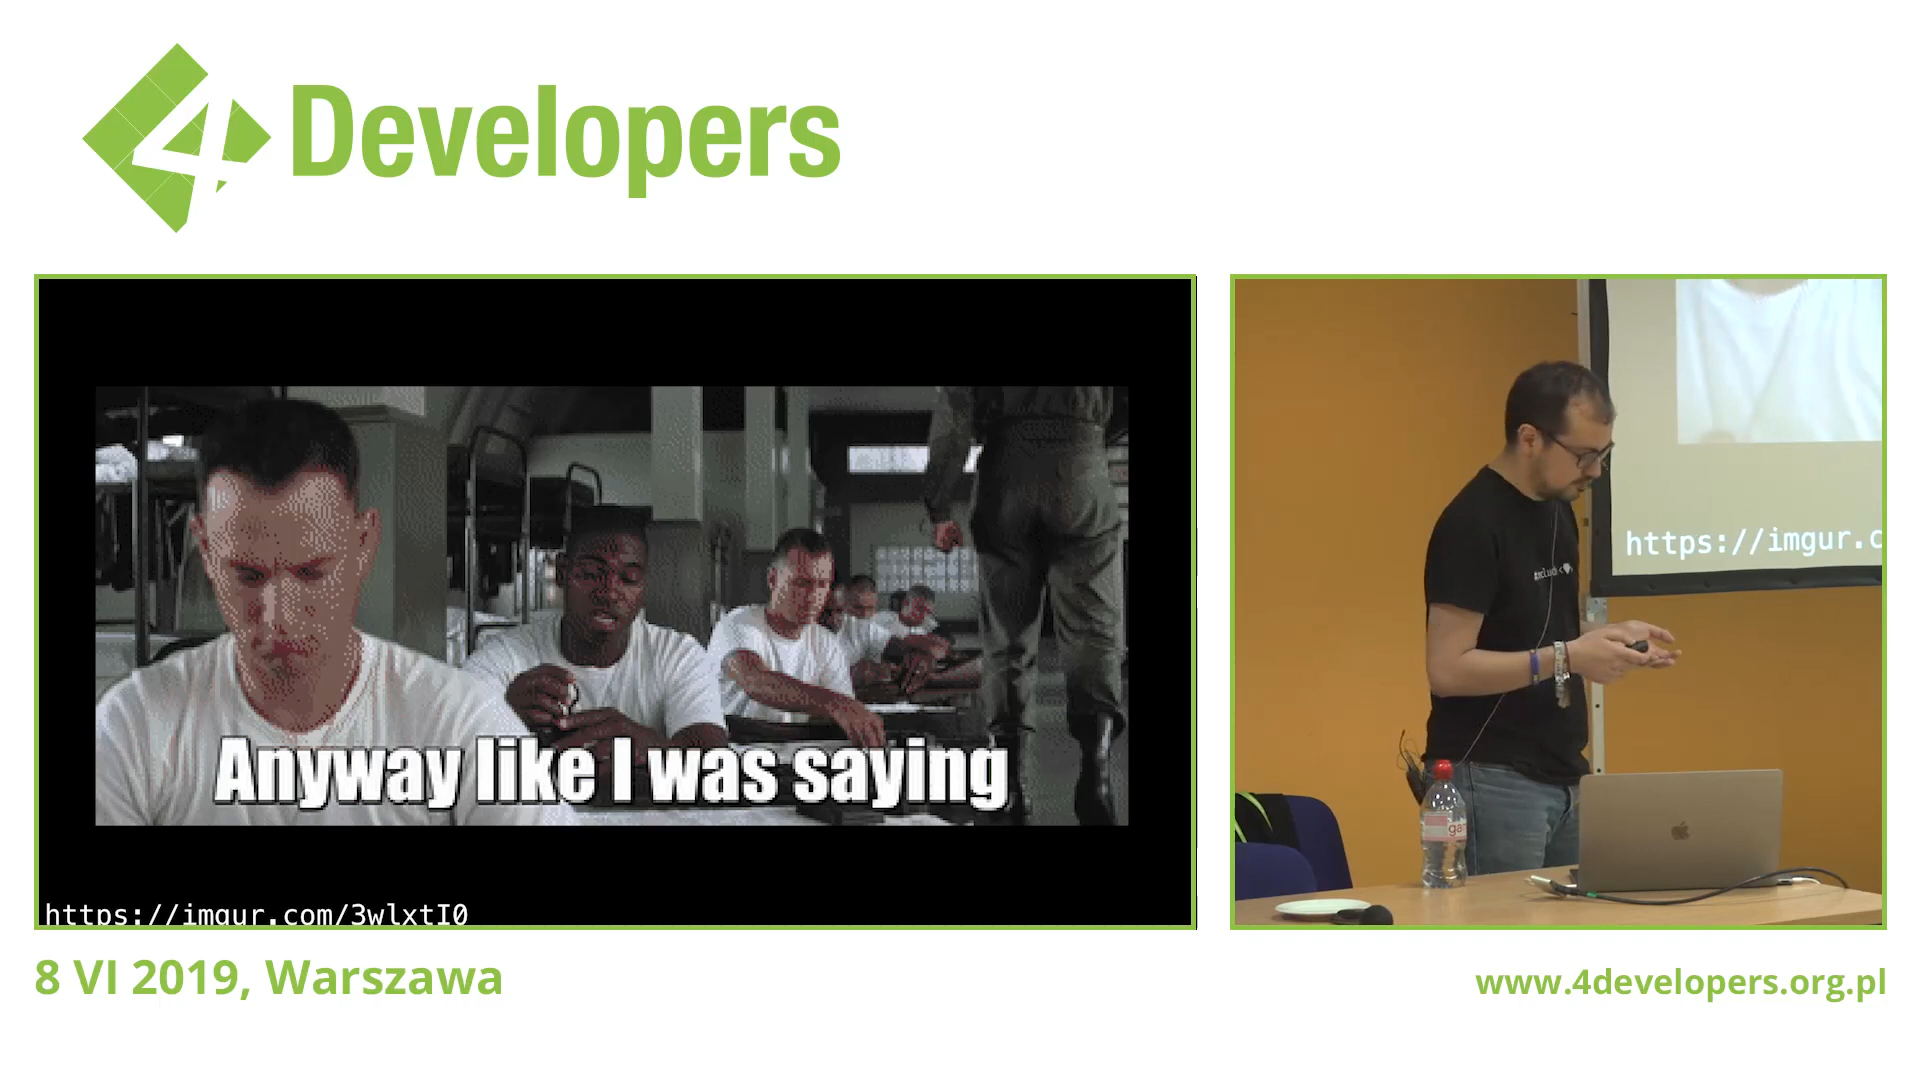 4 Developers
Anyway like I was saying
https://imgur.com/3wlxtI0
https://imgur.c
8 VI 2019, Warszawa
www.4developers.org.pl